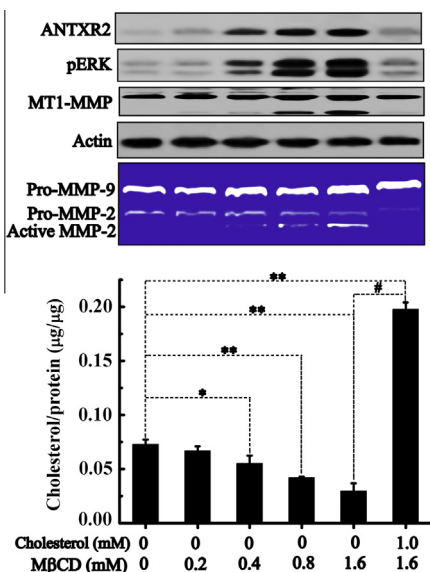 ANTXR2
pERK
MT1-MMP
Actin
Pro-MMP-9
Pro-MMP-2
Active MMP-2
**
#
**
**
*
Cholesterol/protein (µg/µg)
0.20
0.15
0.10
0.05
0.00
Cholesterol (mM) 0 0 0 0 0 1.0
MβCD (mM) 0 0.2 0.4 0.8 1.6 1.6